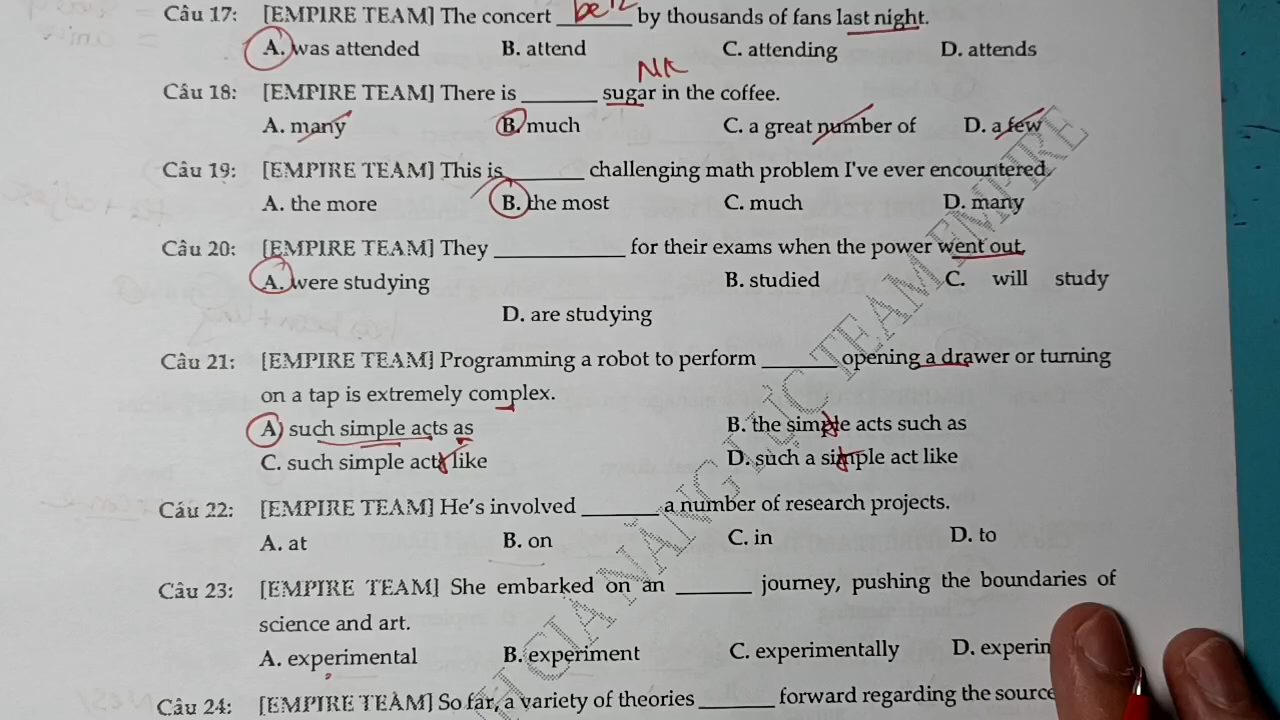 Câu 17: [EMPIRE TEAM] The concert ________ by thousands of fans last night.
A. was attended B. attend C. attending D. attends
NK
Câu 18: [EMPIRE TEAM] There is ________ sugar in the coffee.
A. many B. much C. a great number of D. a few
Câu 19: [EMPIRE TEAM] This is ________ challenging math problem I've ever encountered.
A. the more B. the most C. much D. many
Câu 20: [EMPIRE TEAM] They ____________ for their exams when the power went out.
A. were studying B. studied C. will study
D. are studying
Câu 21: [EMPIRE TEAM] Programming a robot to perform ________ opening a drawer or turning
on a tap is extremely complex.
A. such simple acts as B. the simple acts such as
C. such simple acts like D. such a simple act like
Câu 22: [EMPIRE TEAM] He's involved ________ a number of research projects.
A. at B. on C. in D. to
Câu 23: [EMPIRE TEAM] She embarked on an ________ journey, pushing the boundaries of
science and art.
A. experimental B. experiment C. experimentally D.
Câu 24: [EMPIRE TEAM] So far, a variety of theories ________ forward regarding the source
GIA NĂNG LỰC TEAM EMPIRE